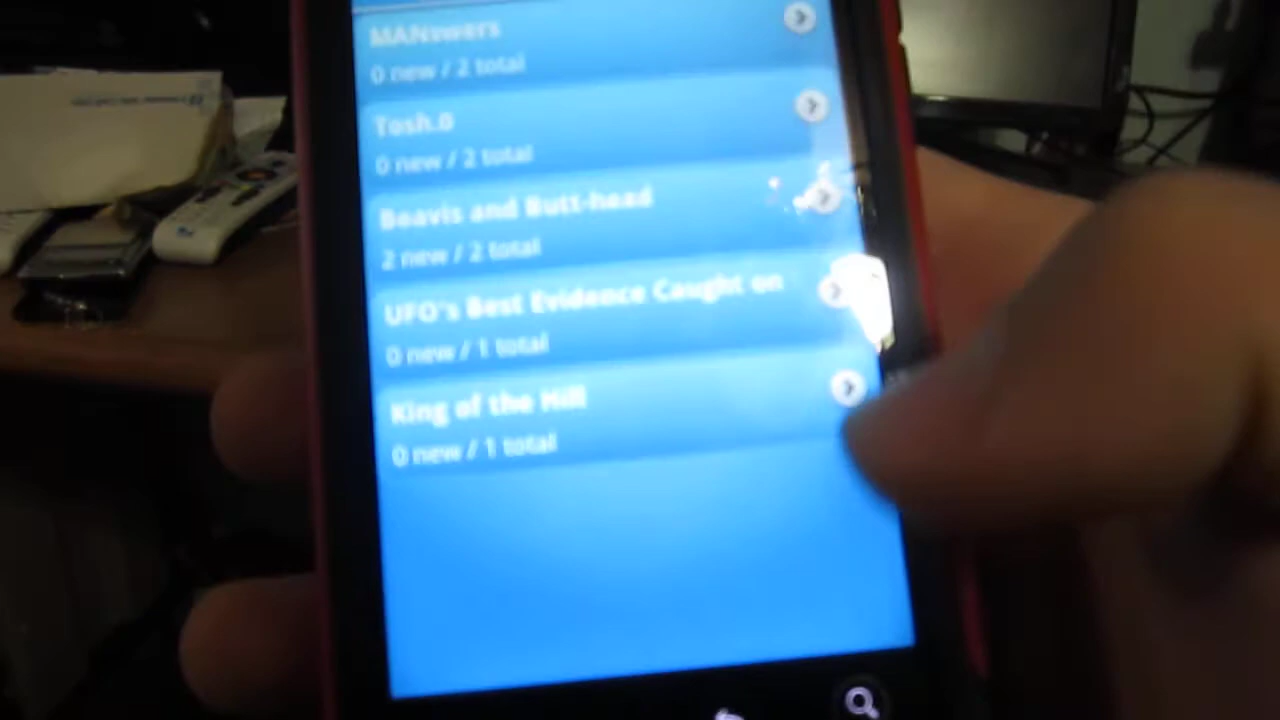 MANswers
0 new / 2 total
Tosh.0
0 new / 2 total
Beavis and Butt-head
2 new / 2 total
UFO's Best Evidence Caught on
0 new / 1 total
King of the Hill
0 new / 1 total